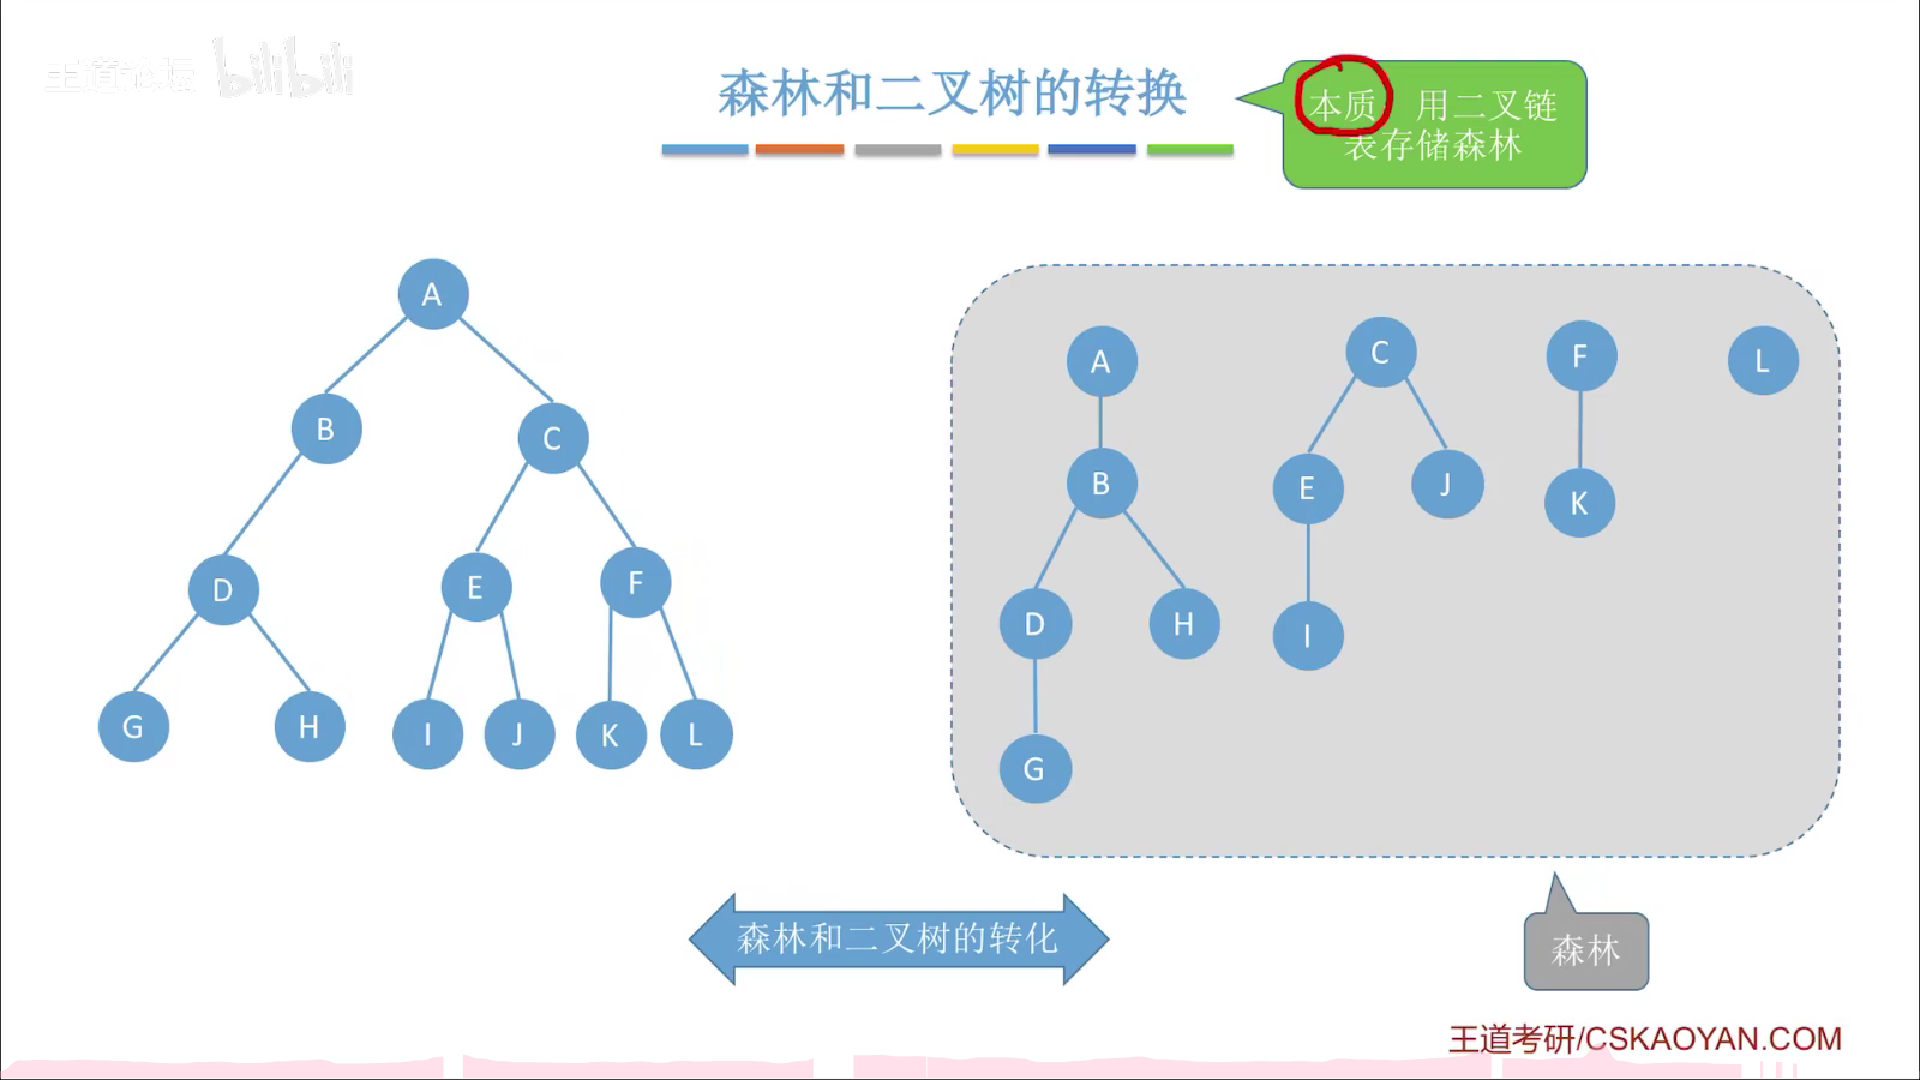 王道论坛 bilibili
森林和二叉树的转换
本质 用二叉链
表存储森林
A
B
C
D
E
F
G
H
I
J
K
L
A
C
F
L
B
E
J
K
D
H
I
G
森林和二叉树的转化
森林
王道考研/CSKAOYAN.COM